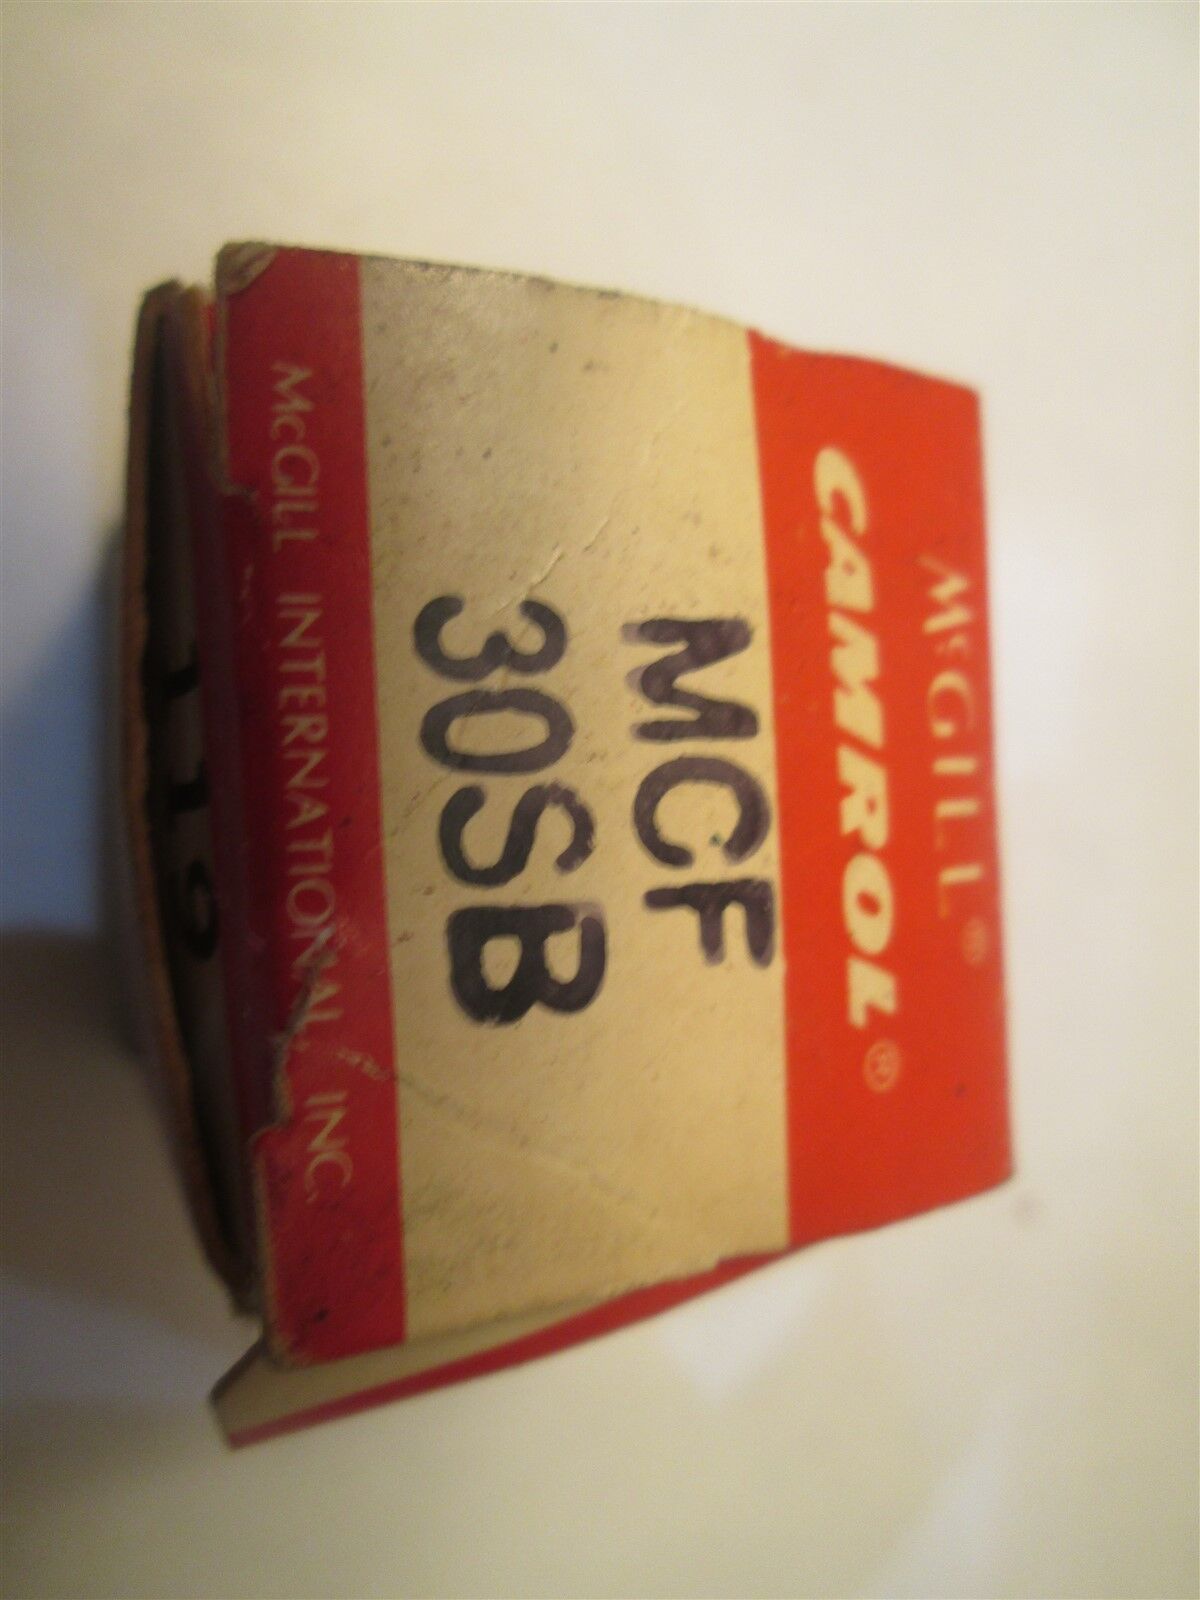 McGILL®
CAMROL®
MCF
30SB
McGILL INTERNATIONAL, INC.